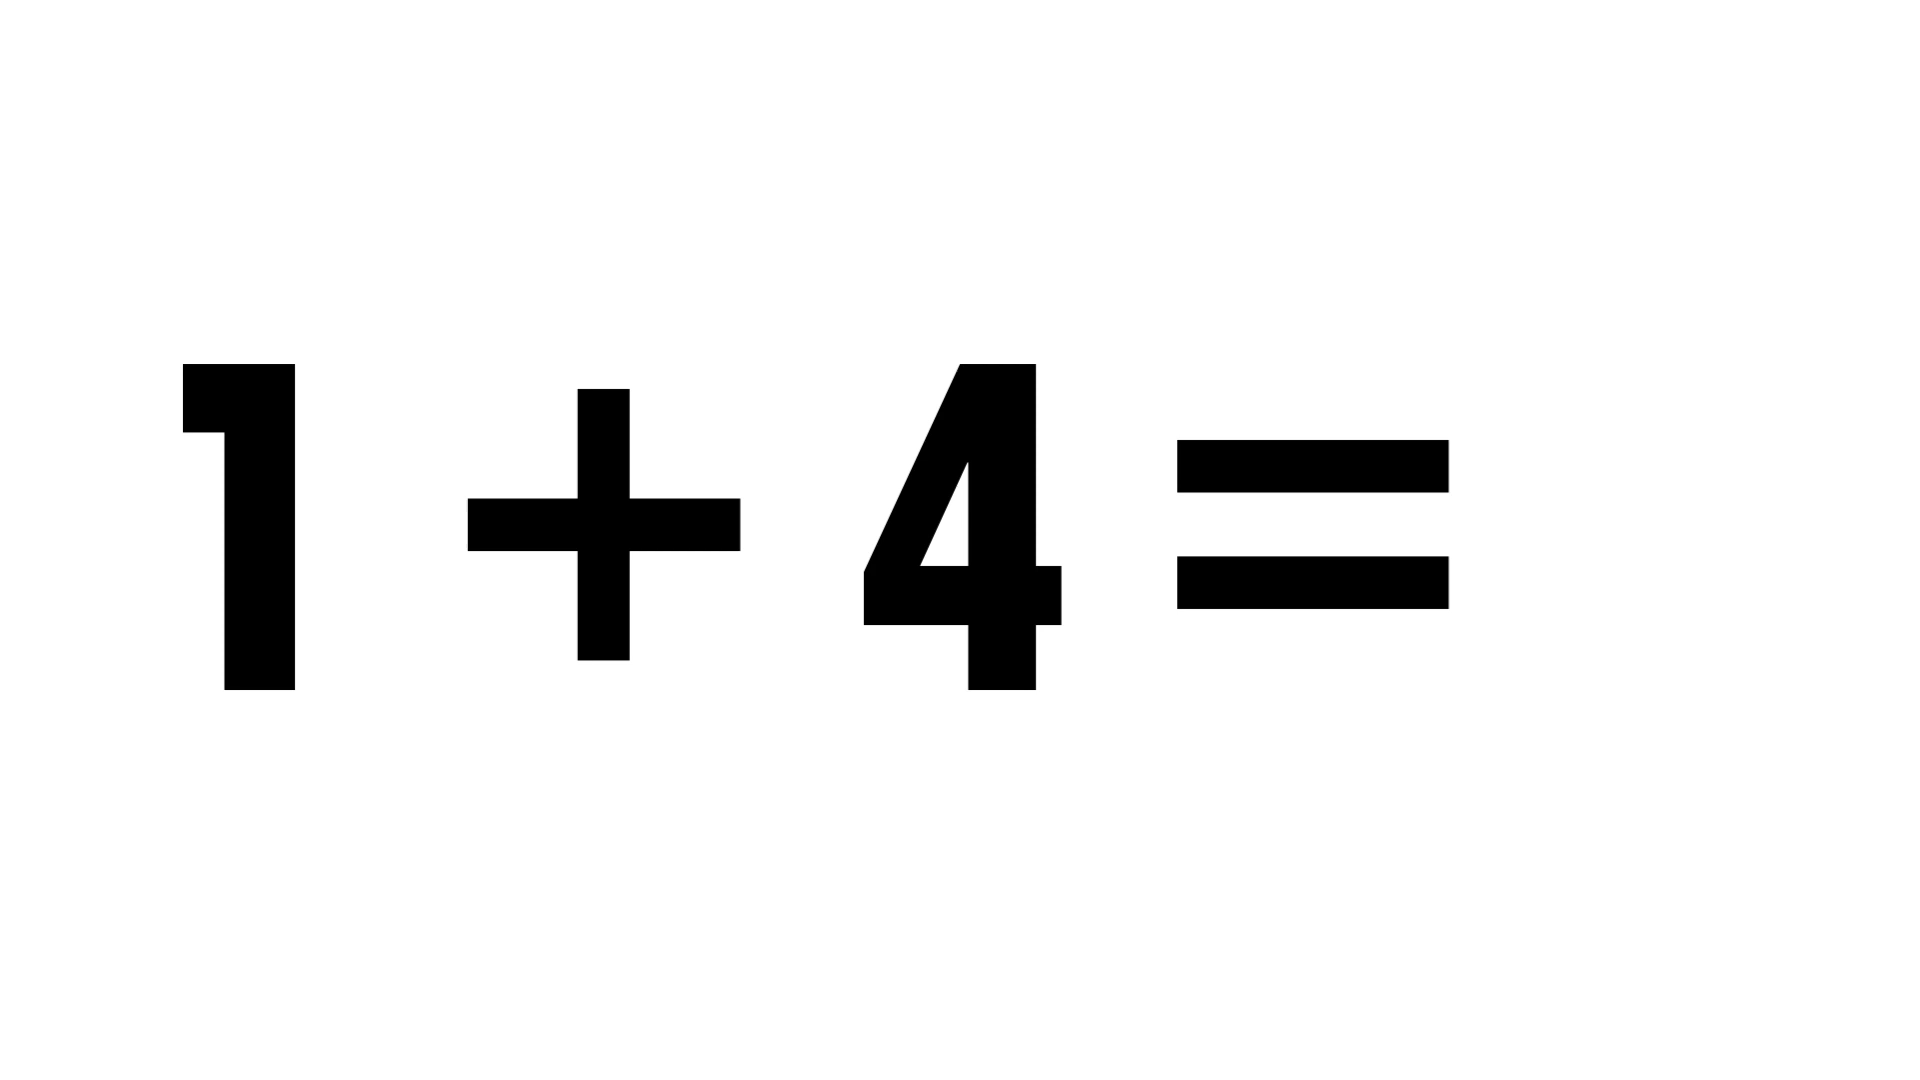 1 + 4 =